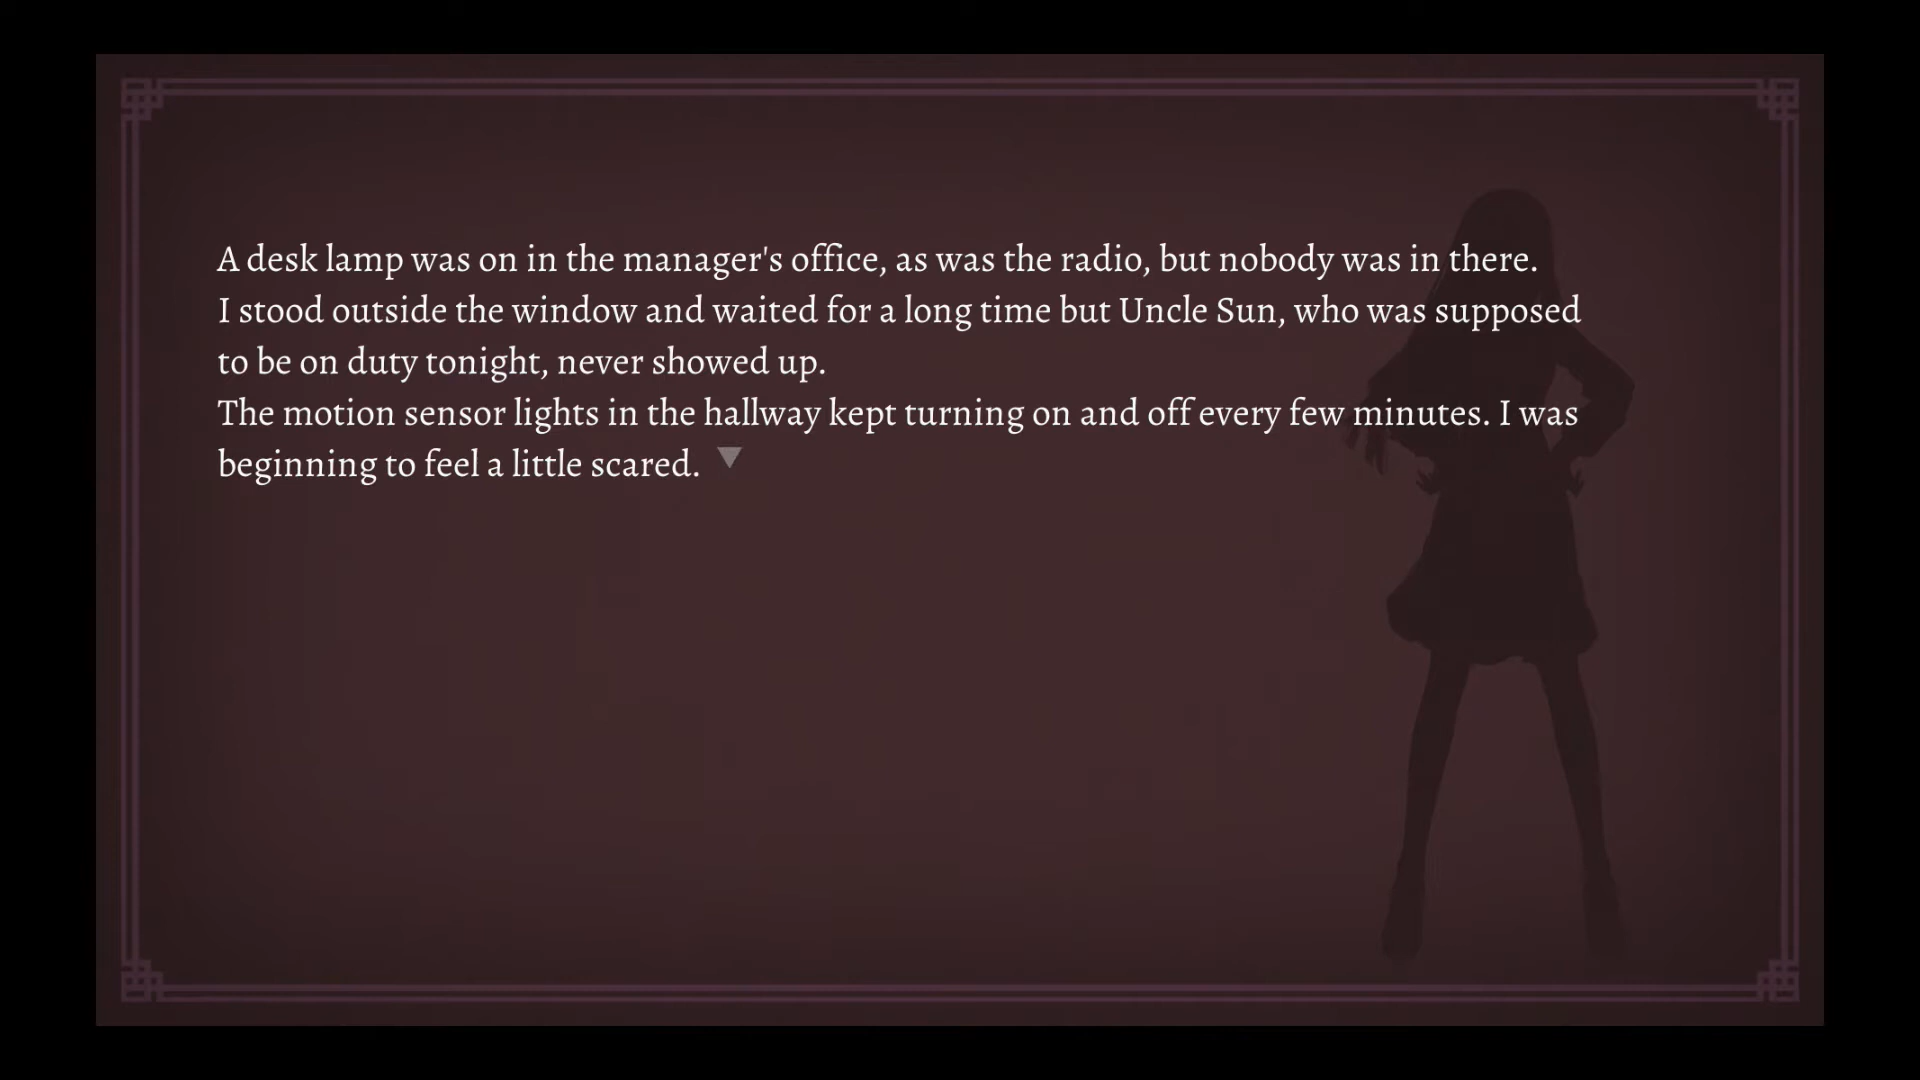 A desk lamp was on in the manager's office, as was the radio, but nobody was in there.
I stood outside the window and waited for a long time but Uncle Sun, who was supposed
to be on duty tonight, never showed up.
The motion sensor lights in the hallway kept turning on and off every few minutes. I was
beginning to feel a little scared.